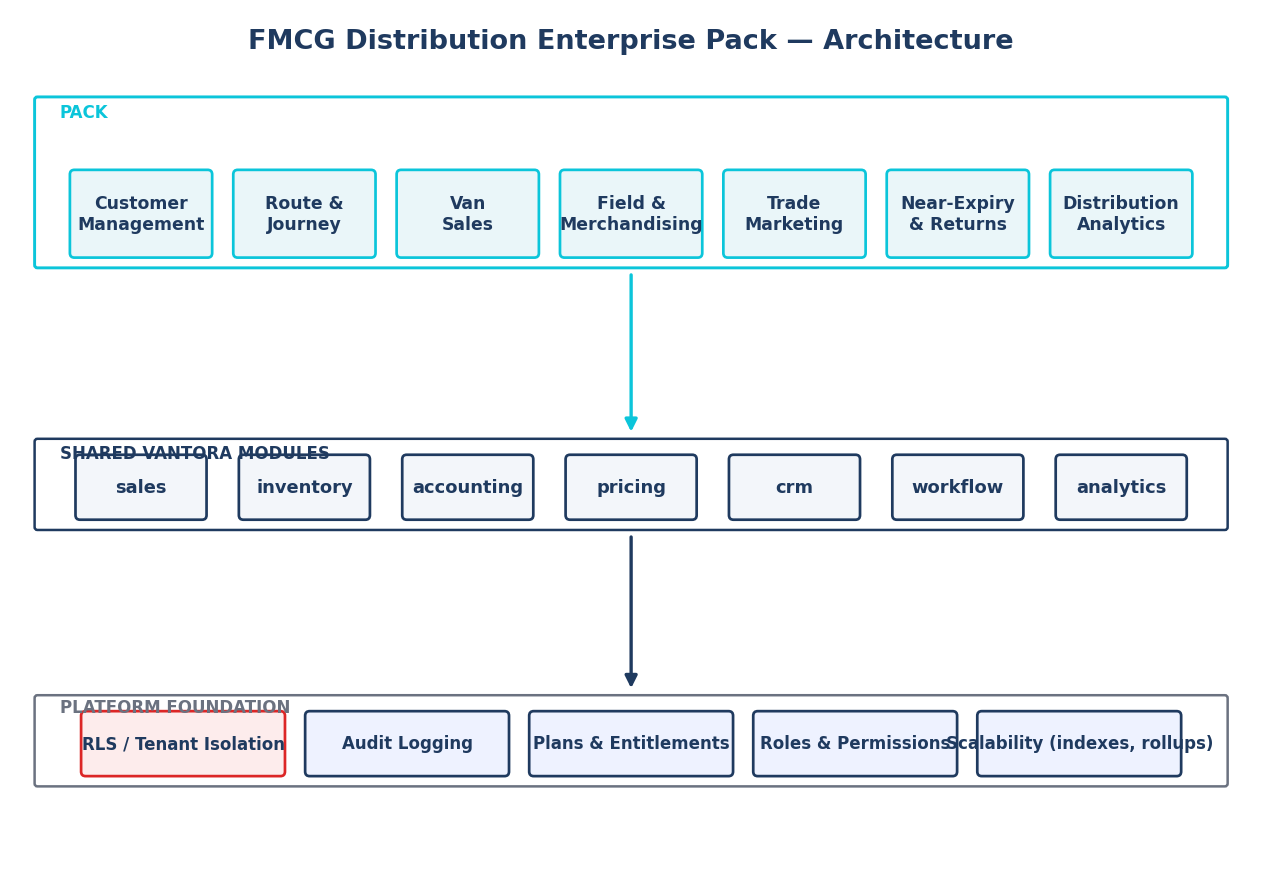 FMCG Distribution Enterprise Pack — Architecture
PACK
Customer
Management
Route &
Journey
Van
Sales
Field &
Merchandising
Trade
Marketing
Near-Expiry
& Returns
Distribution
Analytics
SHARED VANTORA MODULES
sales
inventory
accounting
pricing
crm
workflow
analytics
PLATFORM FOUNDATION
RLS / Tenant Isolation
Audit Logging
Plans & Entitlements
Roles & Permissions
Scalability (indexes, rollups)